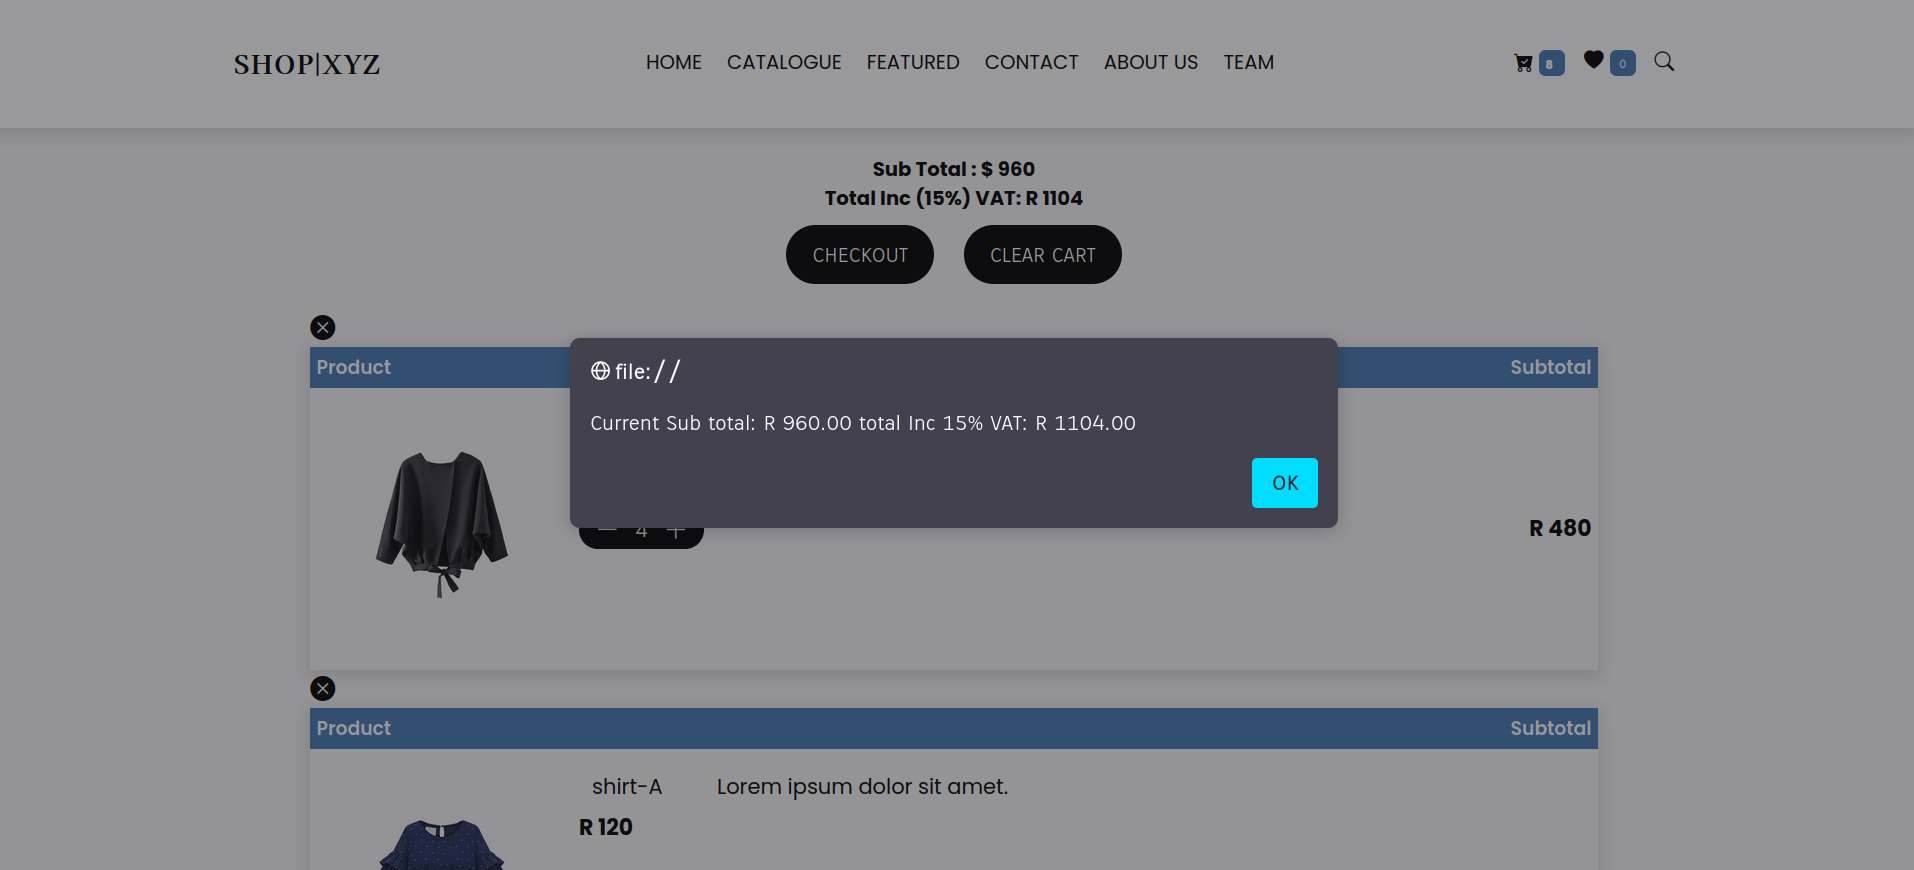 SHOP|XYZ
HOME CATALOGUE FEATURED CONTACT ABOUT US TEAM
8 0
Sub Total : $ 960
Total Inc (15%) VAT: R 1104
CHECKOUT CLEAR CART
Product Subtotal
file://
Current Sub total: R 960.00 total Inc 15% VAT: R 1104.00
OK
4
R 480
Product Subtotal
shirt-A Lorem ipsum dolor sit amet.
R 120